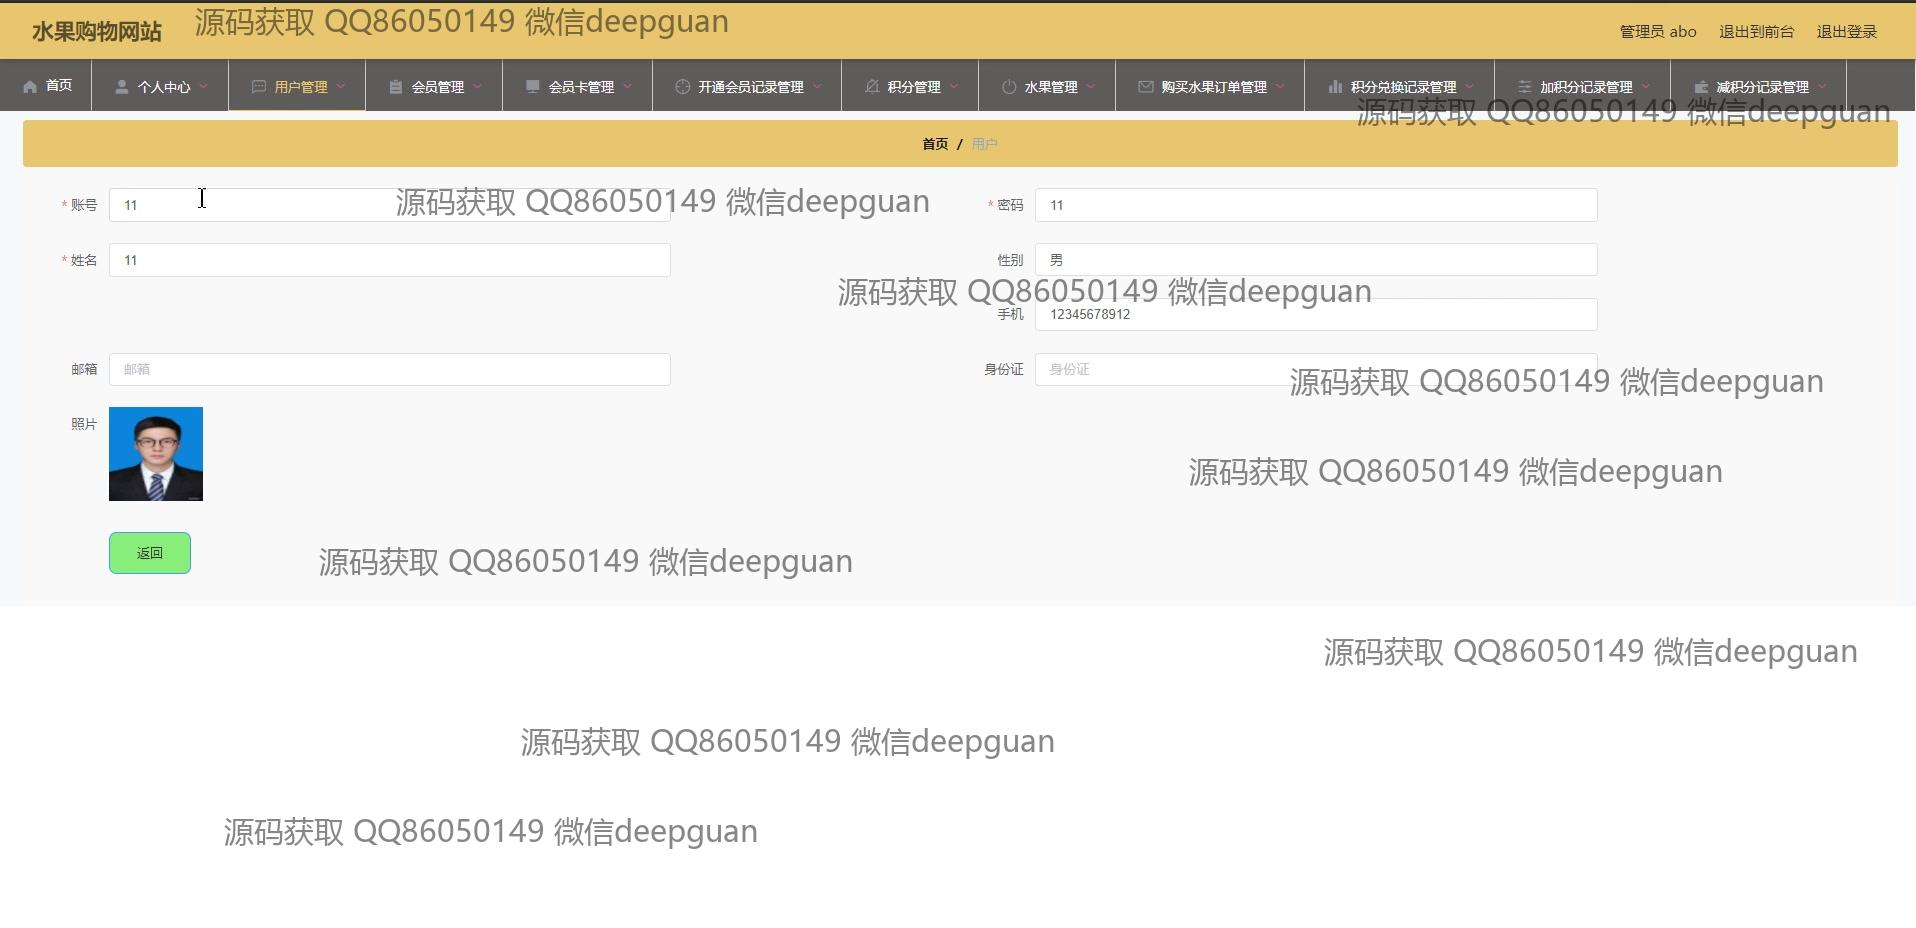 水果购物网站
源码获取 QQ86050149 微信deepguan
管理员 abo 退出到前台 退出登录
首页 个人中心 用户管理 会员管理 会员卡管理 开通会员记录管理 积分管理 水果管理 购买水果订单管理 积分兑换记录管理 加积分记录管理 减积分记录管理
源码获取 QQ86050149 微信deepguan
首页 / 用户
* 账号 11
源码获取 QQ86050149 微信deepguan
* 密码 11
* 姓名 11
性别 男
源码获取 QQ86050149 微信deepguan
手机 12345678912
邮箱 邮箱
身份证 身份证
源码获取 QQ86050149 微信deepguan
照片
源码获取 QQ86050149 微信deepguan
返回
源码获取 QQ86050149 微信deepguan
源码获取 QQ86050149 微信deepguan
源码获取 QQ86050149 微信deepguan
源码获取 QQ86050149 微信deepguan